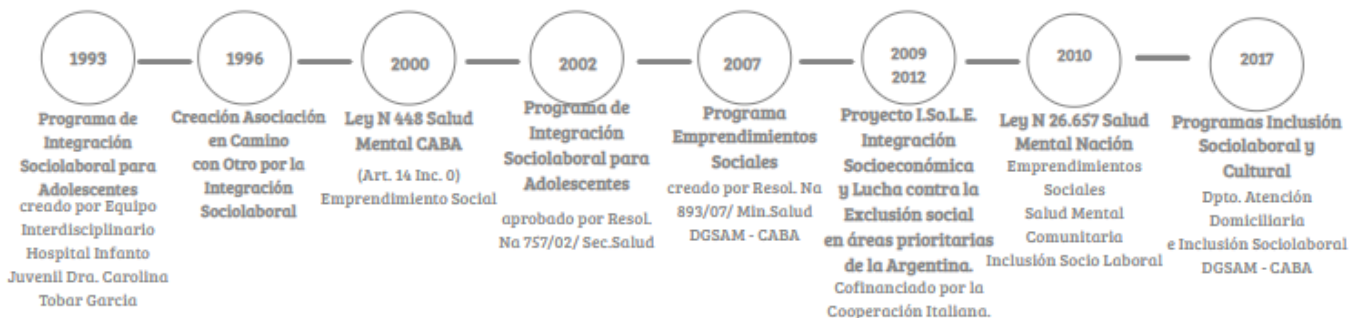 1993
Programa de
Integración
Sociolaboral para
Adolescentes
creado por Equipo
Interdisciplinario
Hospital Infanto
Juvenil Dra. Carolina
Tobar Garcia
1996
Creación Asociación
en Camino
con Otro por la
Integración
Sociolaboral
2000
Ley N 448 Salud
Mental CABA
(Art. 14 Inc. 0)
Emprendimiento Social
2002
Programa de
Integración
Sociolaboral para
Adolescentes
aprobado por Resol.
Na 757/02/ Sec.Salud
2007
Programa
Emprendimientos
Sociales
creado por Resol. Na
893/07/ Min.Salud
DGSAM - CABA
2009
2012
Proyecto I.So.L.E.
Integración
Socioeconómica
y Lucha contra la
Exclusión social
en áreas prioritarias
de la Argentina.
Cofinanciado por la
Cooperación Italiana.
2010
Ley N 26.657 Salud
Mental Nación
Emprendimientos
Sociales
Salud Mental
Comunitaria
Inclusión Socio Laboral
2017
Programas Inclusión
Sociolaboral y
Cultural
Dpto. Atención
Domiciliaria
e Inclusión Sociolaboral
DGSAM - CABA